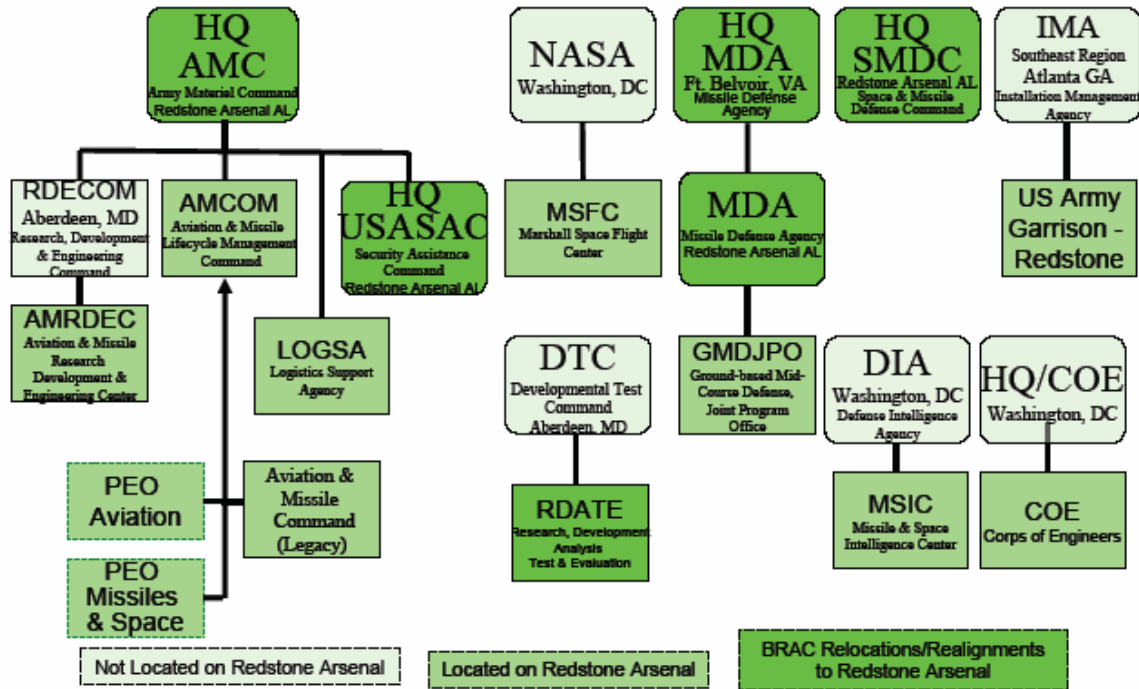 HQ
AMC
Army Materiel Command
Redstone Arsenal AL
NASA
Washington, DC
HQ
MDA
Ft. Belvoir, VA
Missile Defense
Agency
HQ
SMDC
Redstone Arsenal AL
Space & Missile
Defense Command
IMA
Southeast Region
Atlanta GA
Installation Management
Agency
RDECOM
Aberdeen, MD
Research, Development
& Engineering
Command
AMCOM
Aviation & Missile
Lifecycle Management
Command
HQ
USASAC
Security Assistance
Command
Redstone Arsenal Al
MSFC
Marshall Space Flight
Center
MDA
Missile Defense Agency
Redstone Arsenal AL
US Army
Garrison -
Redstone
AMRDEC
Aviation & Missile
Research
Development &
Engineering Center
LOGSA
Logistics Support
Agency
DTC
Developmental Test
Command
Aberdeen, MD
GMDJPO
Ground-based Mid-
Course Defense,
Joint Program
Office
DIA
Washington, DC
Defense Intelligence
Agency
HQ/COE
Washington, DC
PEO
Aviation
Aviation &
Missile
Command
(Legacy)
RDATE
Research, Development
Analysis
Test & Evaluation
MSIC
Missile & Space
Intelligence Center
COE
Corps of Engineers
PEO
Missiles
& Space
Not Located on Redstone Arsenal
Located on Redstone Arsenal
BRAC Relocations/Realignments
to Redstone Arsenal